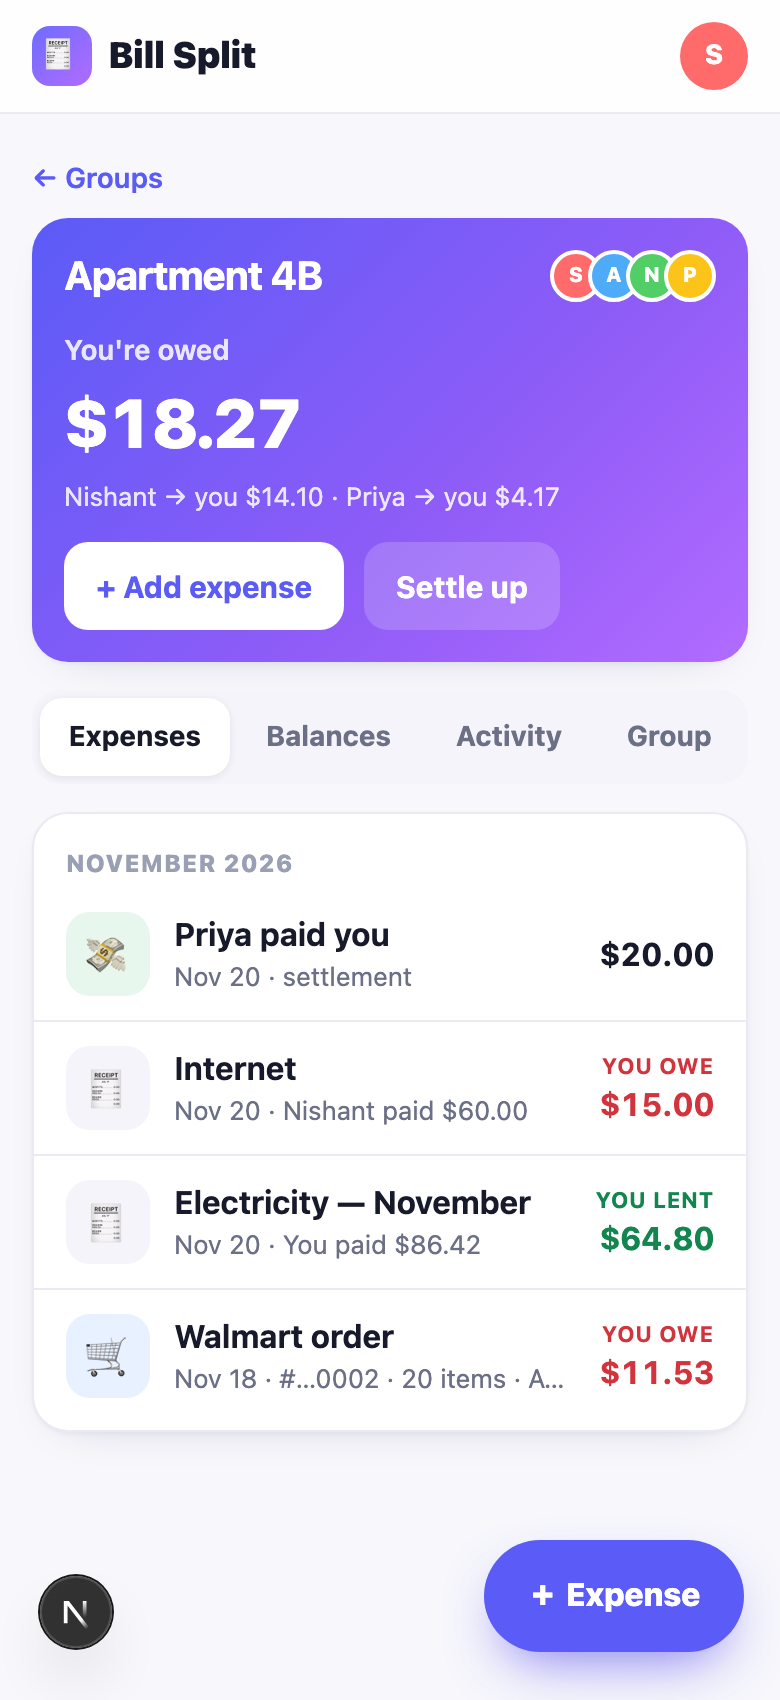 Bill Split
S
← Groups
Apartment 4B
S A N P
You're owed
$18.27
Nishant → you $14.10 · Priya → you $4.17
+ Add expense
Settle up
Expenses Balances Activity Group
NOVEMBER 2026
Priya paid you
Nov 20 · settlement
$20.00
Internet
Nov 20 · Nishant paid $60.00
YOU OWE
$15.00
Electricity — November
Nov 20 · You paid $86.42
YOU LENT
$64.80
Walmart order
Nov 18 · #...0002 · 20 items · A...
YOU OWE
$11.53
N
+ Expense